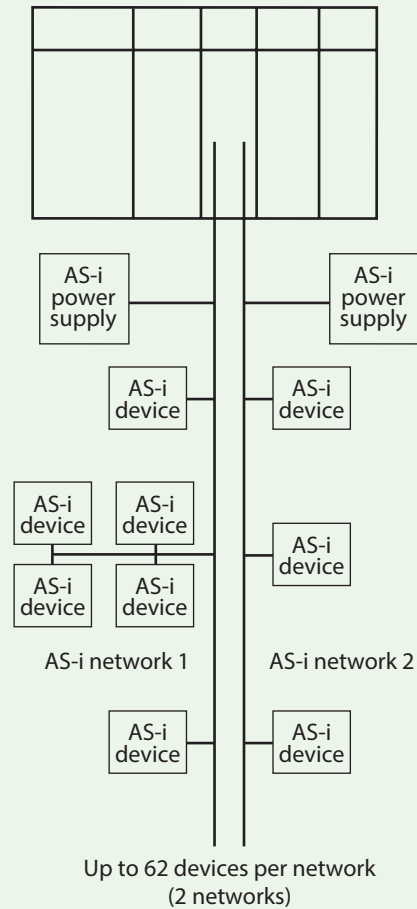 AS-i
power
supply
AS-i
power
supply
AS-i
device
AS-i
device
AS-i
device
AS-i
device
AS-i
device
AS-i
device
AS-i
device
AS-i network 1
AS-i network 2
AS-i
device
AS-i
device
Up to 62 devices per network
(2 networks)